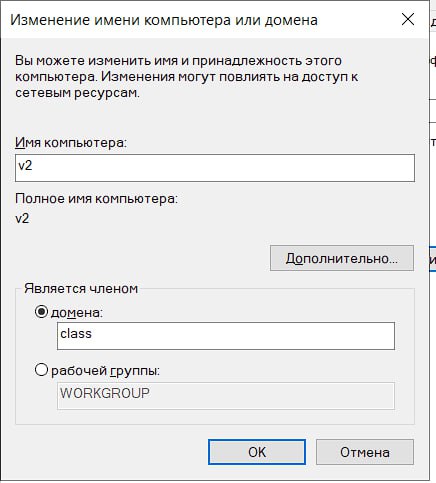 Изменение имени компьютера или домена
Вы можете изменить имя и принадлежность этого
компьютера. Изменения могут повлиять на доступ к
сетевым ресурсам.
Имя компьютера:
v2
Полное имя компьютера:
v2
Дополнительно...
Является членом
домена:
class
рабочей группы:
WORKGROUP
ОК
Отмена